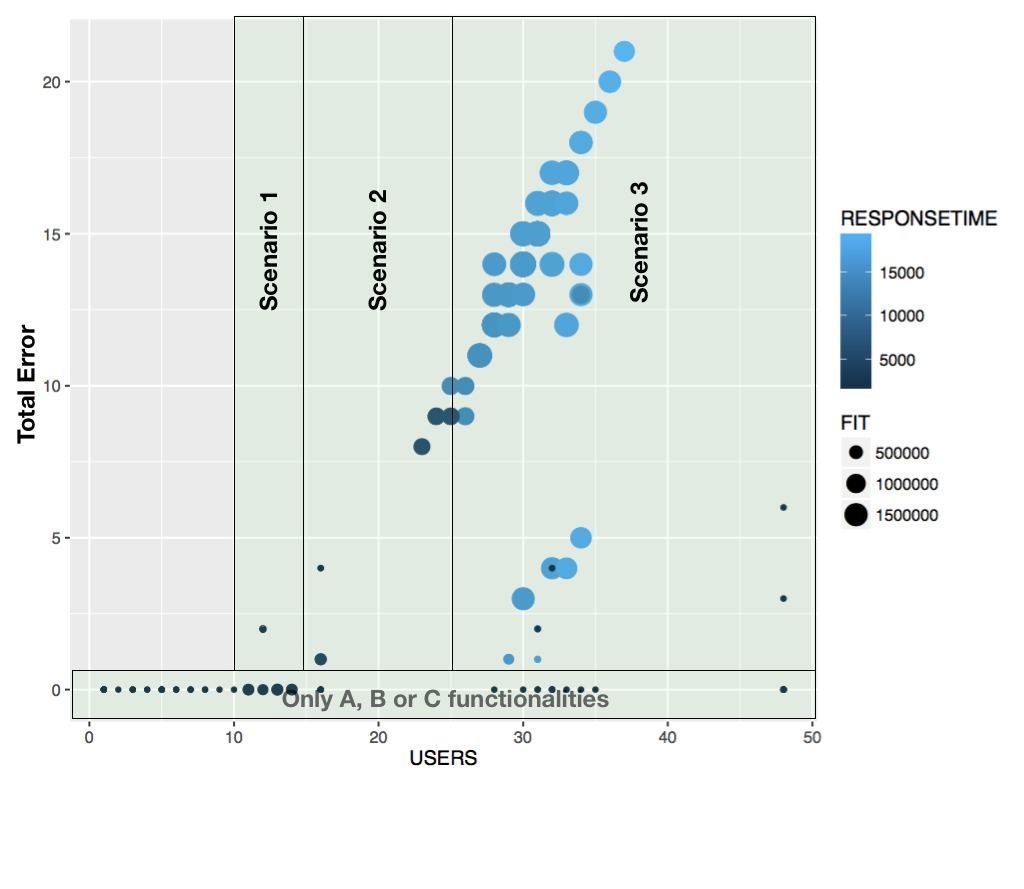 20
15
10
5
0
Total Error
Scenario 1
Scenario 2
Scenario 3
Only A, B or C functionalities
0 10 20 30 40 50
USERS
RESPONSETIME
15000
10000
5000
FIT
500000
1000000
1500000